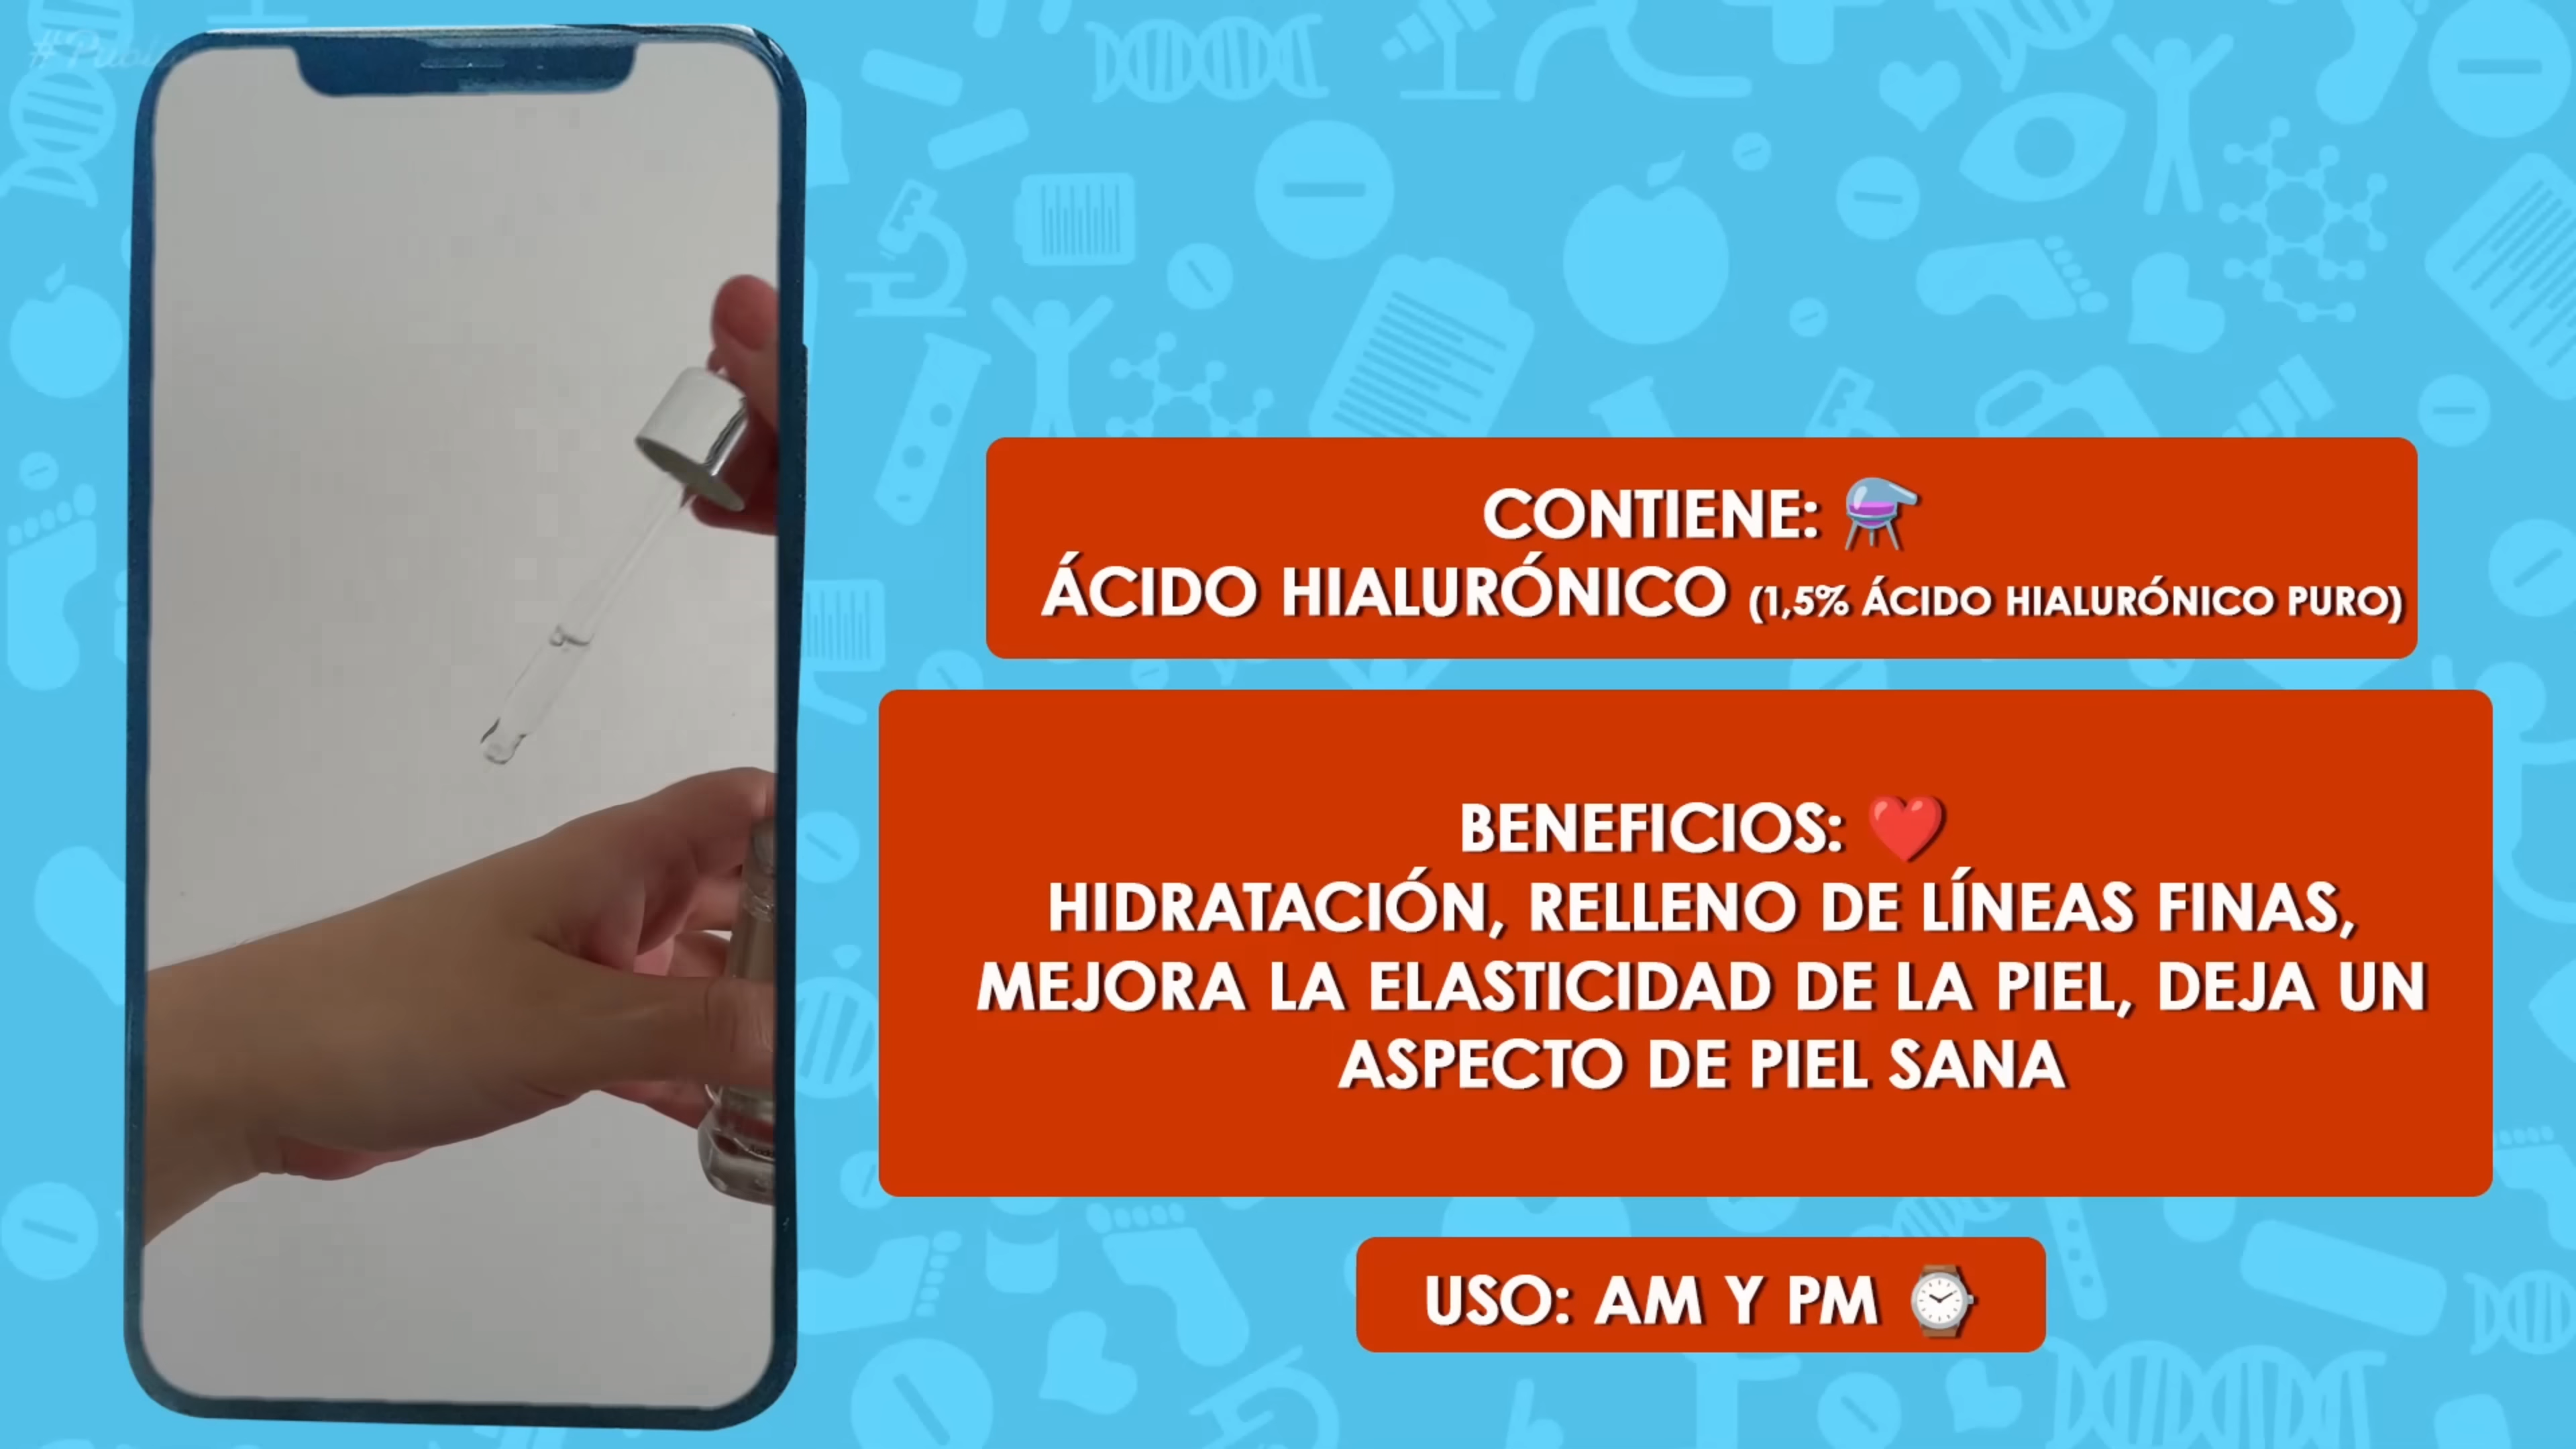 CONTIENE:
ÁCIDO HIALURÓNICO (1,5% ÁCIDO HIALURÓNICO PURO)
BENEFICIOS:
HIDRATACIÓN, RELLENO DE LÍNEAS FINAS,
MEJORA LA ELASTICIDAD DE LA PIEL, DEJA UN
ASPECTO DE PIEL SANA
USO: AM Y PM